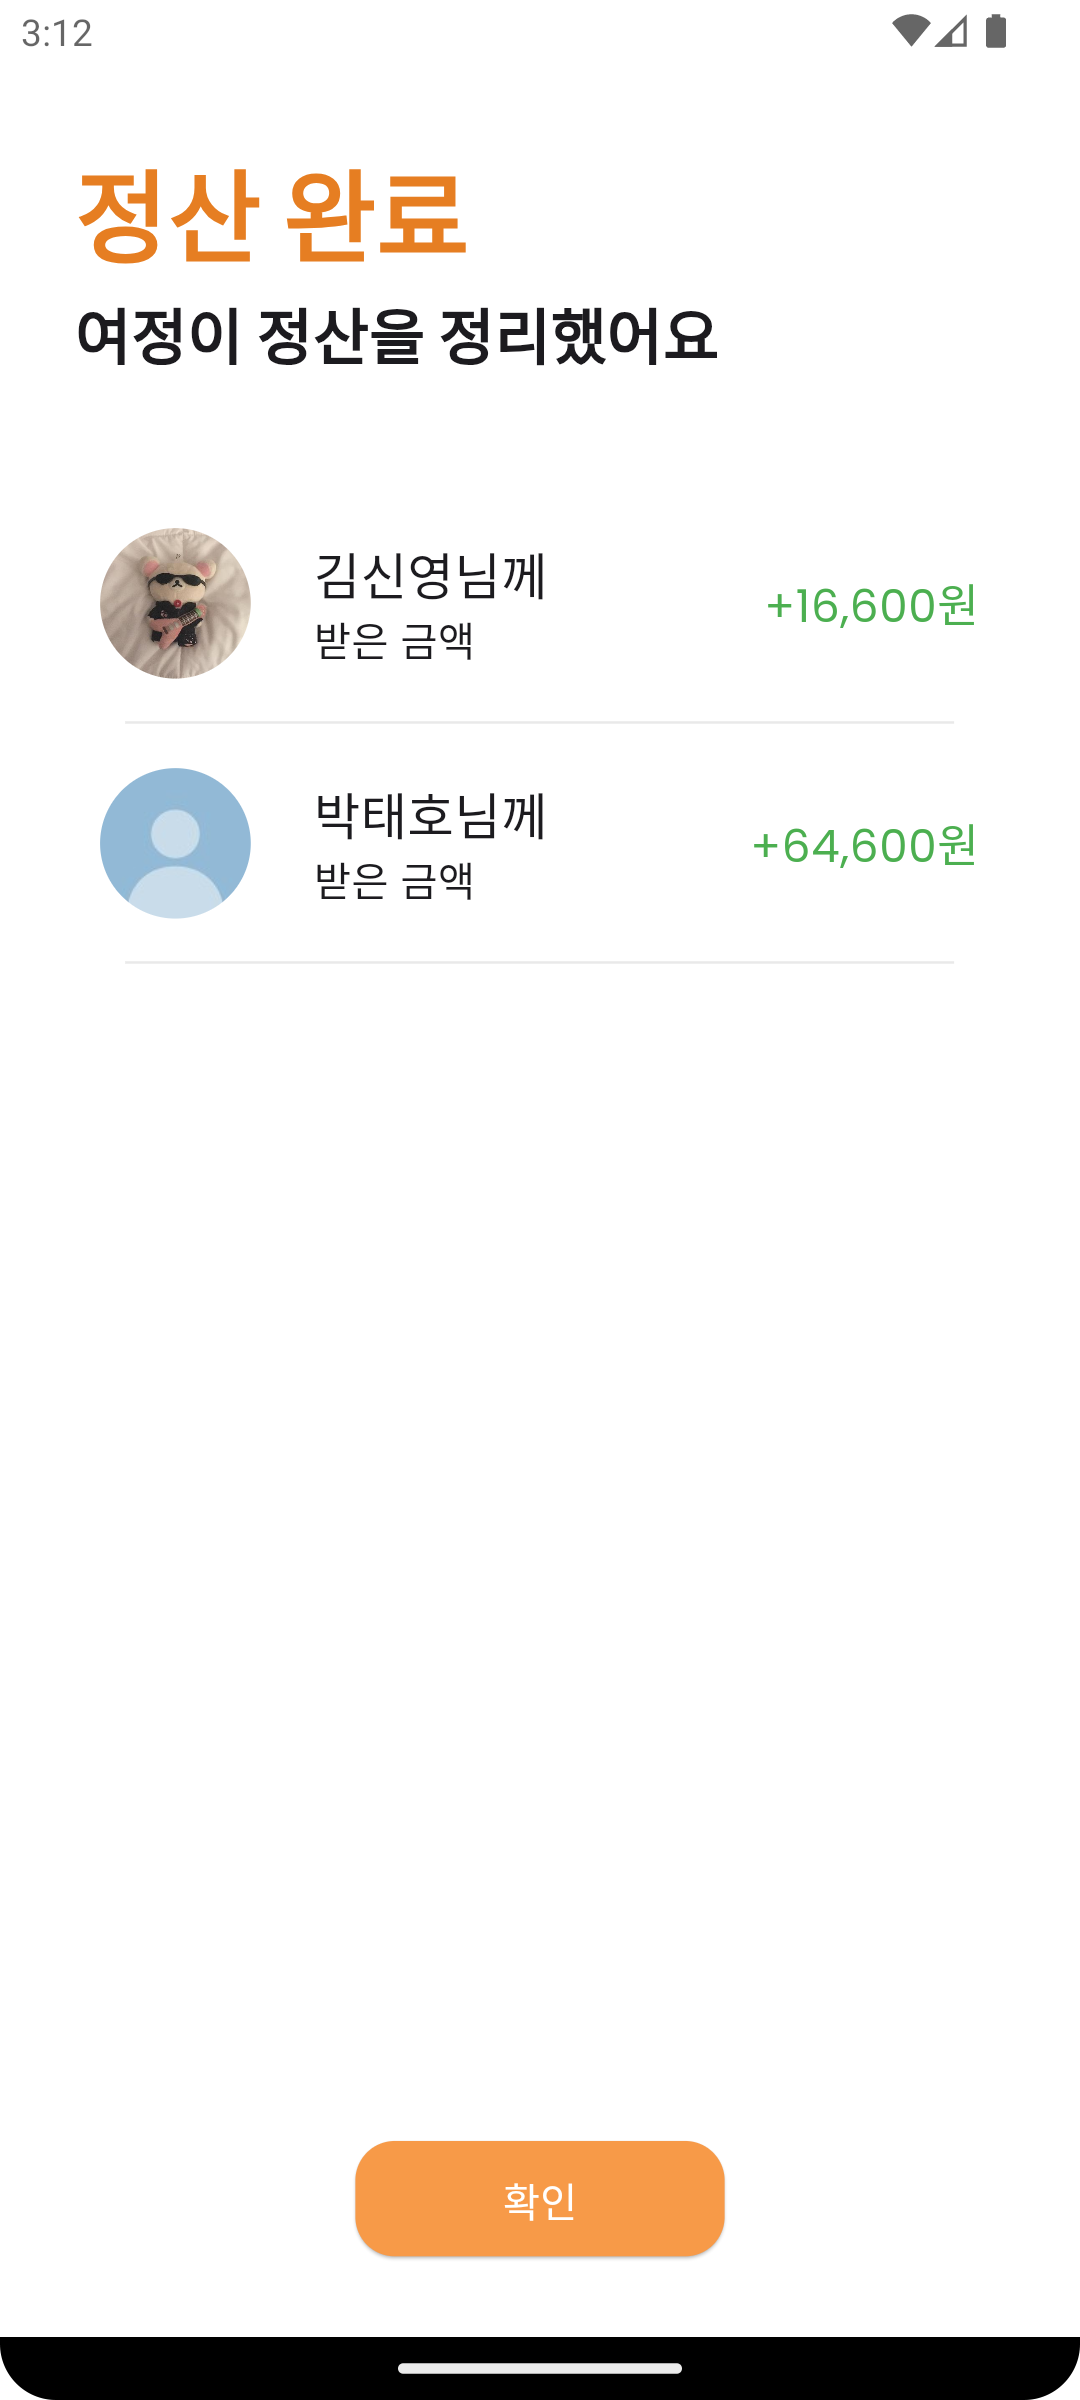 3:12
정산 완료
여정이 정산을 정리했어요
김신영님께
받은 금액
+16,600원
박태호님께
받은 금액
+64,600원
확인